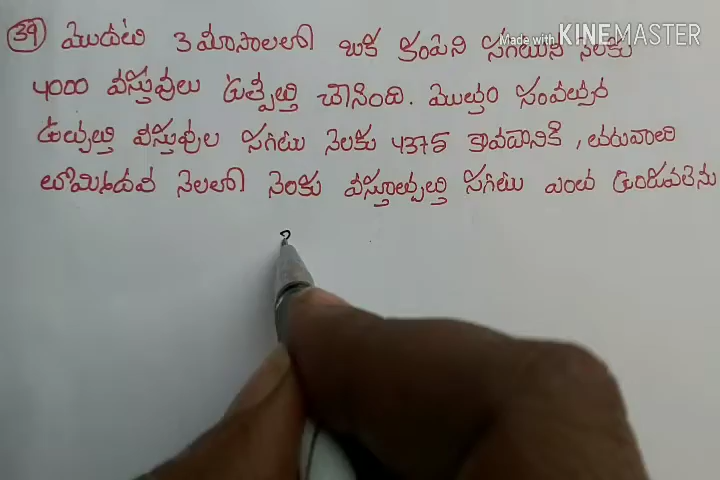 39 మొదటి 3 మాసాలలో ఒక కంపెని సగటున నెలకు
Made with KINEMASTER
4000 వస్తువులు ఉత్పత్తి చేసింది. మొత్తం సంవత్సర
ఉత్పత్తి వస్తువుల సగటు నెలకు 4375 కావడానికి, తరువాతి
తొమ్మిది నెలలో నెలకు వస్తూత్పత్తి సగటు ఎంత ఉండవలెను
?